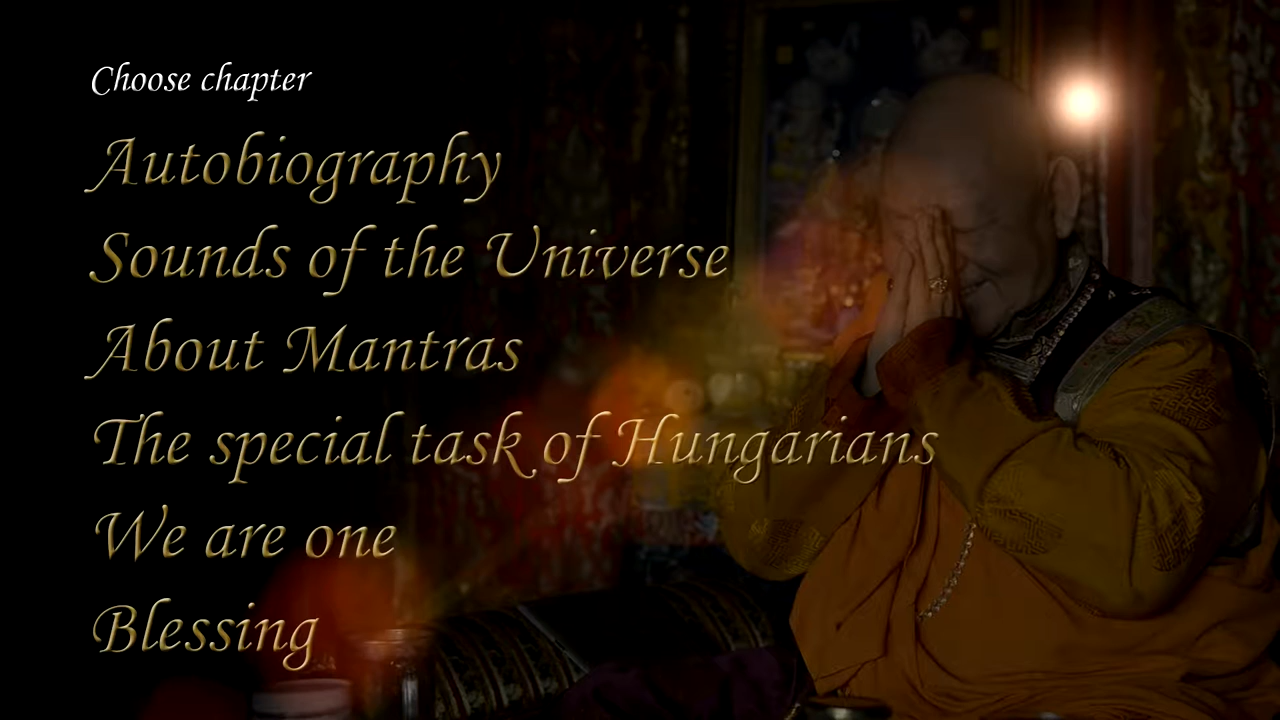 Choose chapter
Autobiography
Sounds of the Universe
About Mantras
The special task of Hungarians
We are one
Blessing